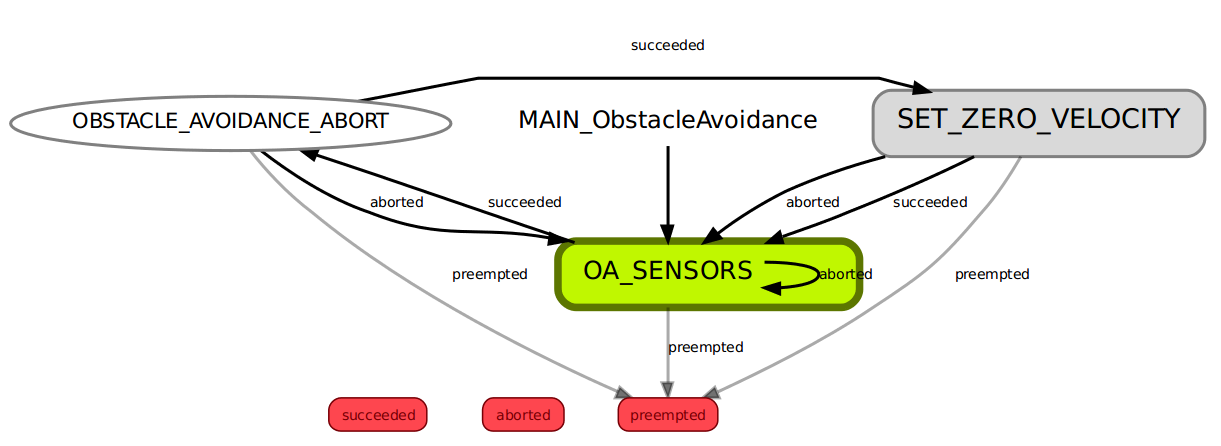 succeeded
OBSTACLE_AVOIDANCE_ABORT
MAIN_ObstacleAvoidance
SET_ZERO_VELOCITY
aborted
succeeded
aborted
succeeded
OA_SENSORS
aborted
preempted
preempted
preempted
succeeded
aborted
preempted